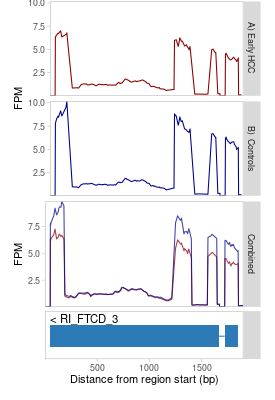 10.0
7.5
5.0
2.5
FPM
A) Early HCC
10.0
7.5
5.0
2.5
B) Controls
7.5
5.0
2.5
FPM
Combined
< RI_FTCD_3
500 1000 1500
Distance from region start (bp)